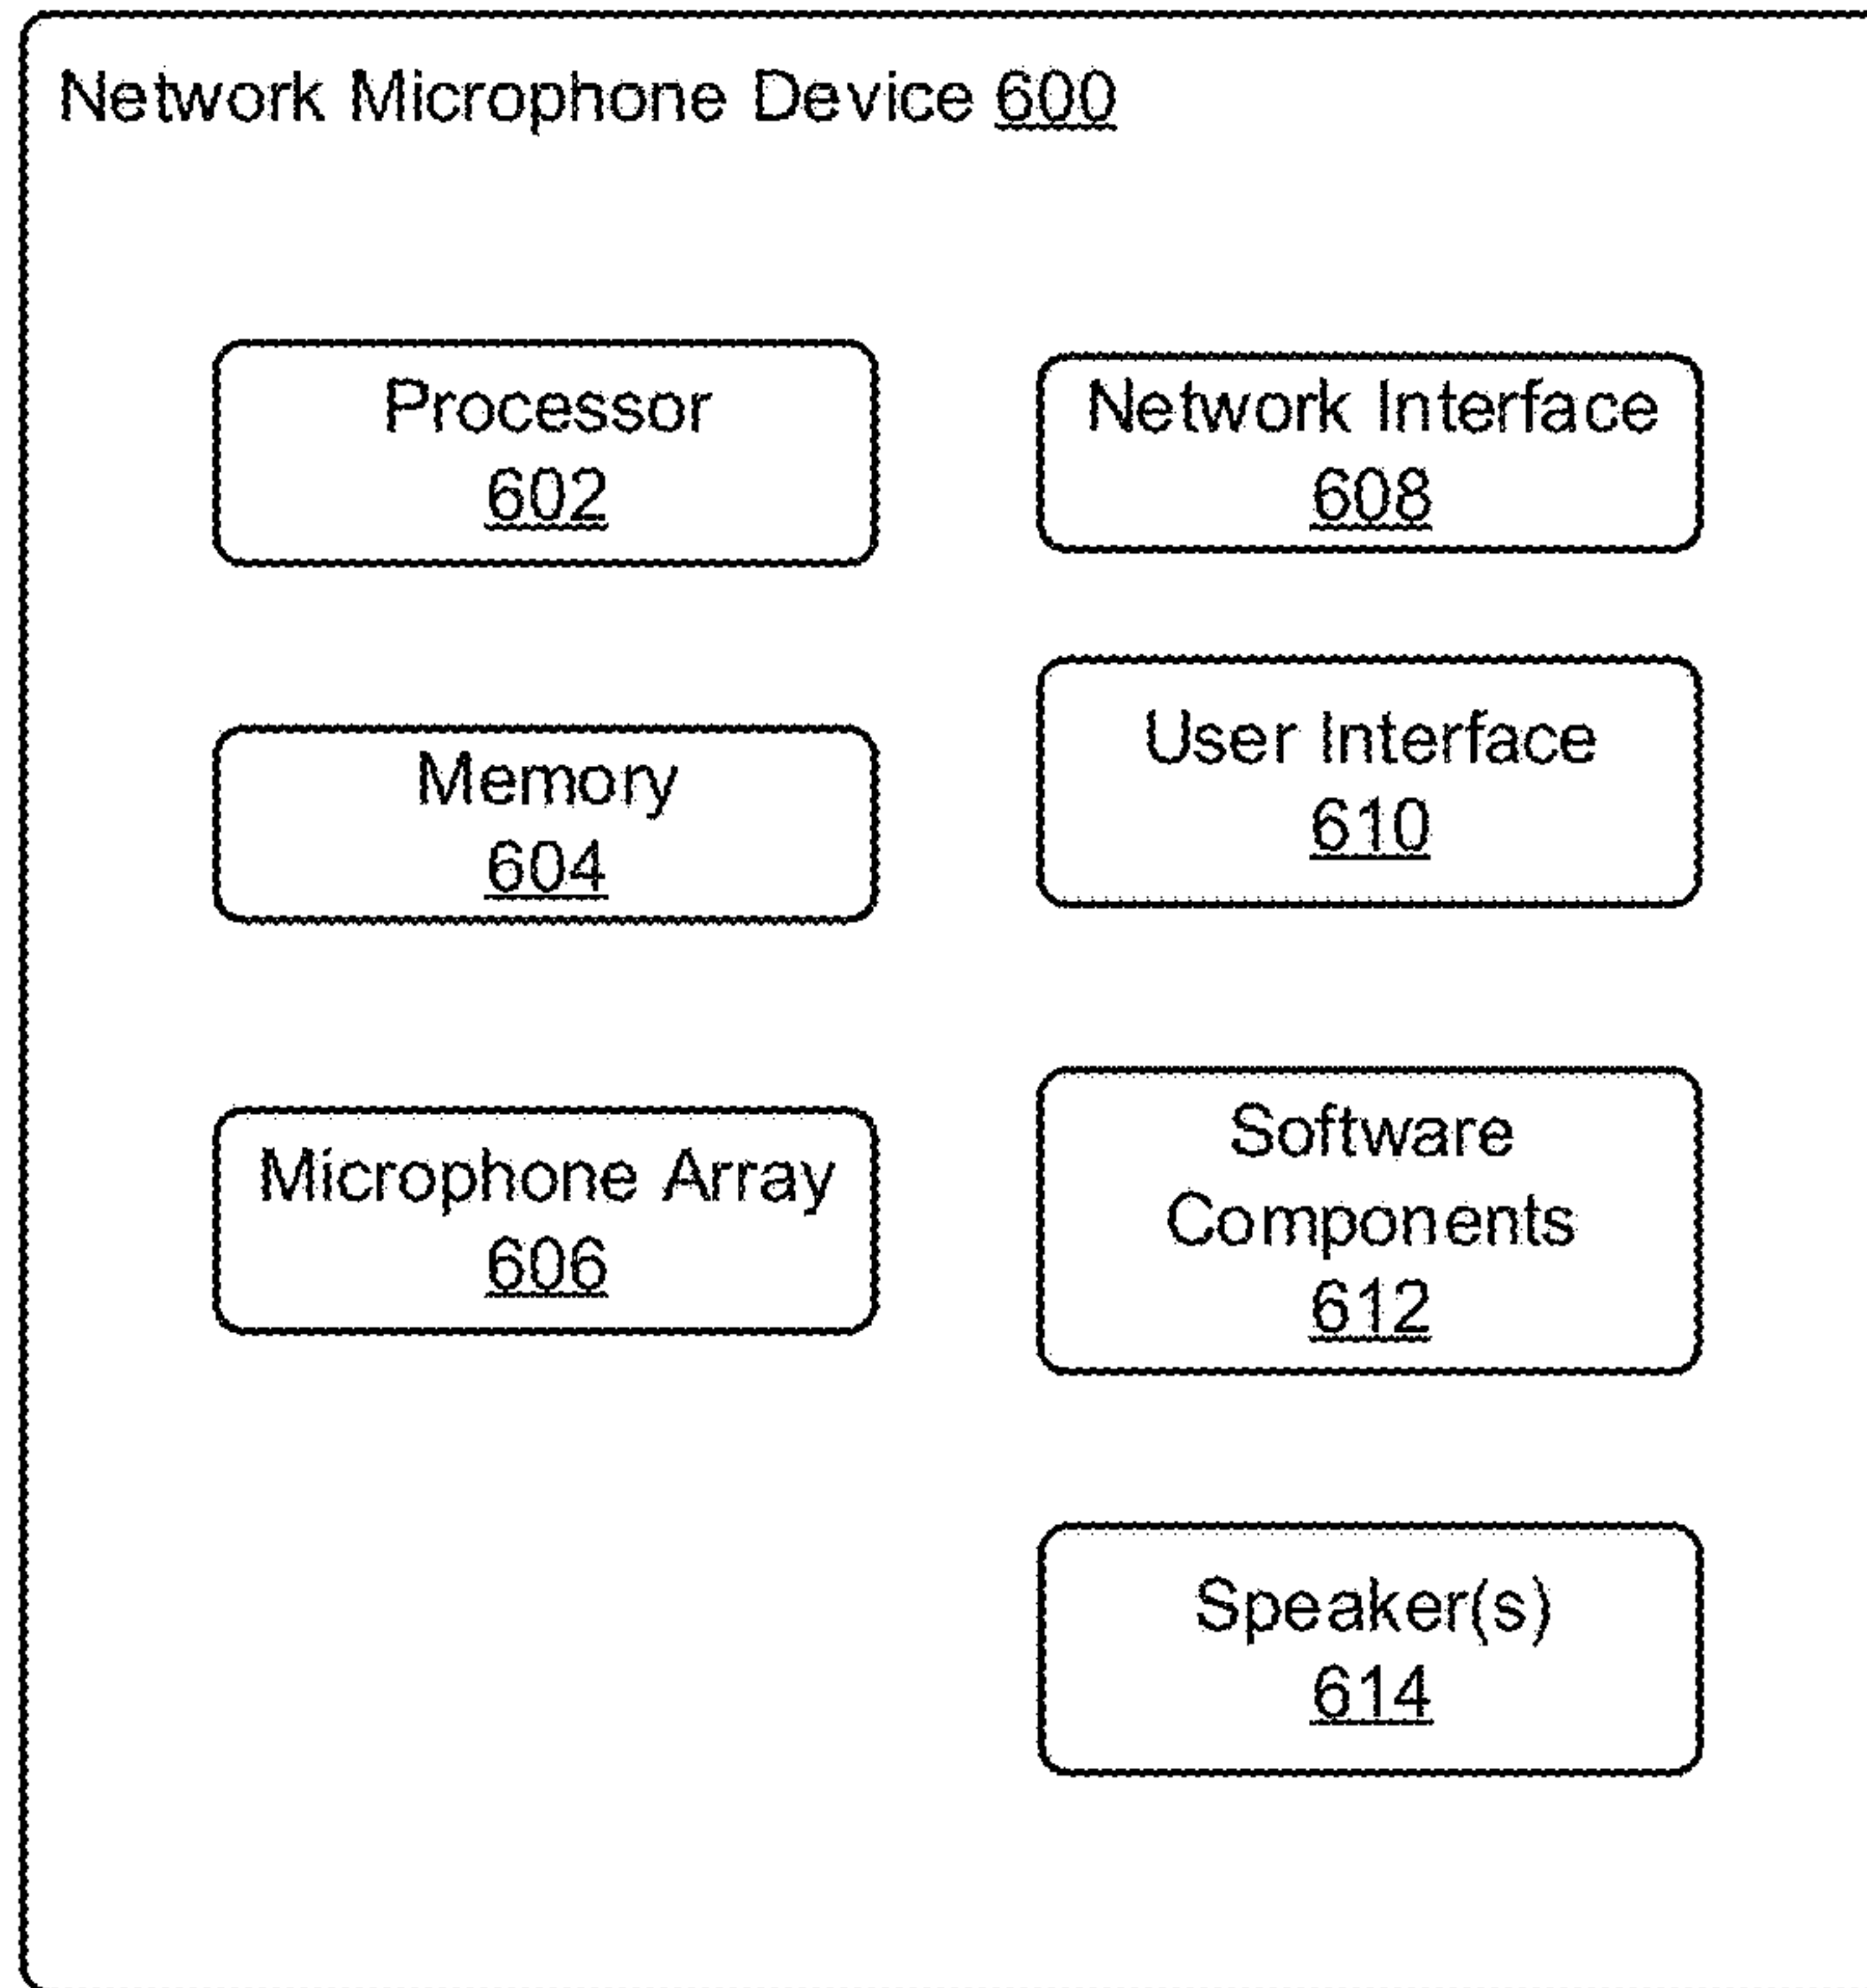 Network Microphone Device 600
Processor
602
Memory
604
Microphone Array
606
Network Interface
608
User Interface
610
Software
Components
612
Speaker(s)
614